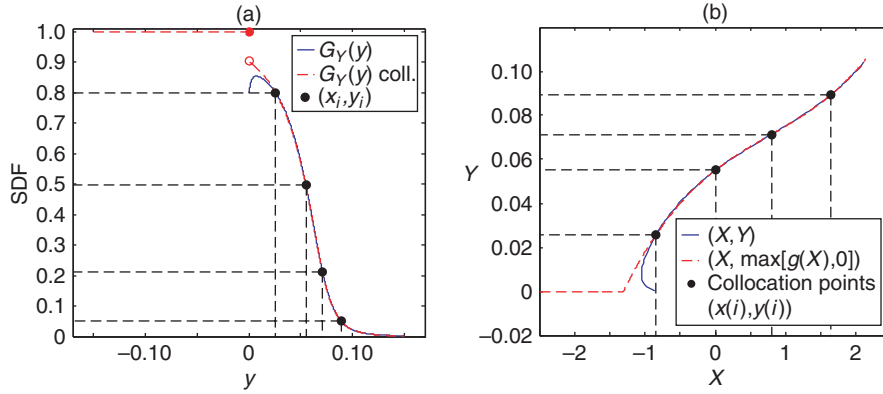 (a)
1.0
0.9
0.8
0.7
0.6
0.5
0.4
0.3
0.2
0.1
0
SDF
−0.10
0
0.10
y
G_Y(y)
G_Y(y) coll.
(x_i,y_i)
(b)
0.10
0.08
0.06
0.04
0.02
0
−0.02
Y
−2
−1
0
1
2
X
(X,Y)
(X, max[g(X),0])
Collocation points
(x(i),y(i))